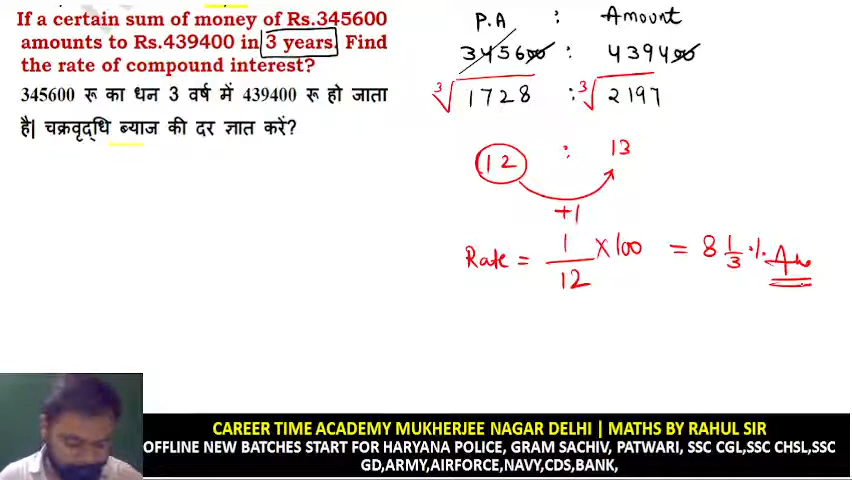 If a certain sum of money of Rs.345600
amounts to Rs.439400 in 3 years. Find
the rate of compound interest?
345600 रू का धन 3 वर्ष में 439400 रू हो जाता
है| चक्रवृद्धि ब्याज की दर ज्ञात करें?
P.A : Amount
345600 : 439400
∛1728 : ∛2197
12 : 13
+1
Rate = 1/12 ×100 = 8 1/3 % Ans
CAREER TIME ACADEMY MUKHERJEE NAGAR DELHI | MATHS BY RAHUL SIR
OFFLINE NEW BATCHES START FOR HARYANA POLICE, GRAM SACHIV, PATWARI, SSC CGL,SSC CHSL,SSC
GD,ARMY,AIRFORCE,NAVY,CDS,BANK,